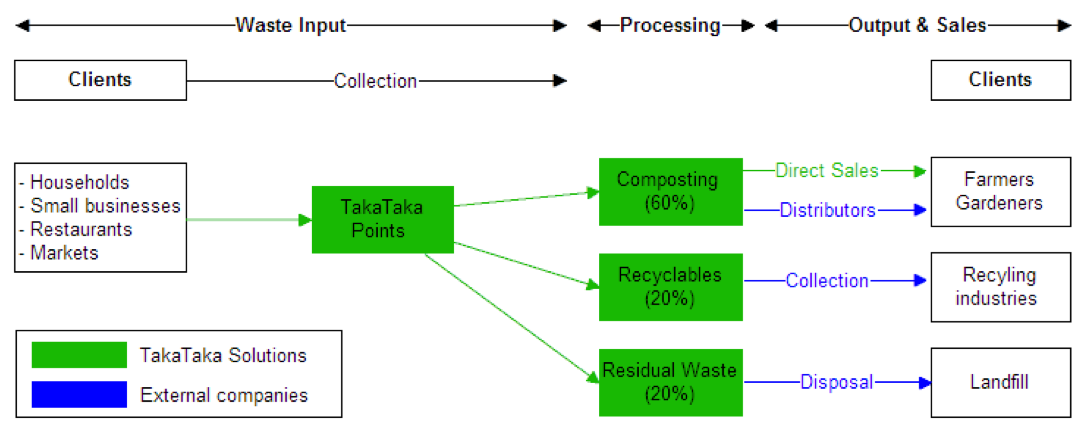 Waste Input
Processing
Output & Sales
Clients
Collection
Clients
- Households
- Small businesses
- Restaurants
- Markets
TakaTaka
Points
Composting
(60%)
Direct Sales
Distributors
Farmers
Gardeners
Recyclables
(20%)
Collection
Recyling
industries
Residual Waste
(20%)
Disposal
Landfill
TakaTaka Solutions
External companies